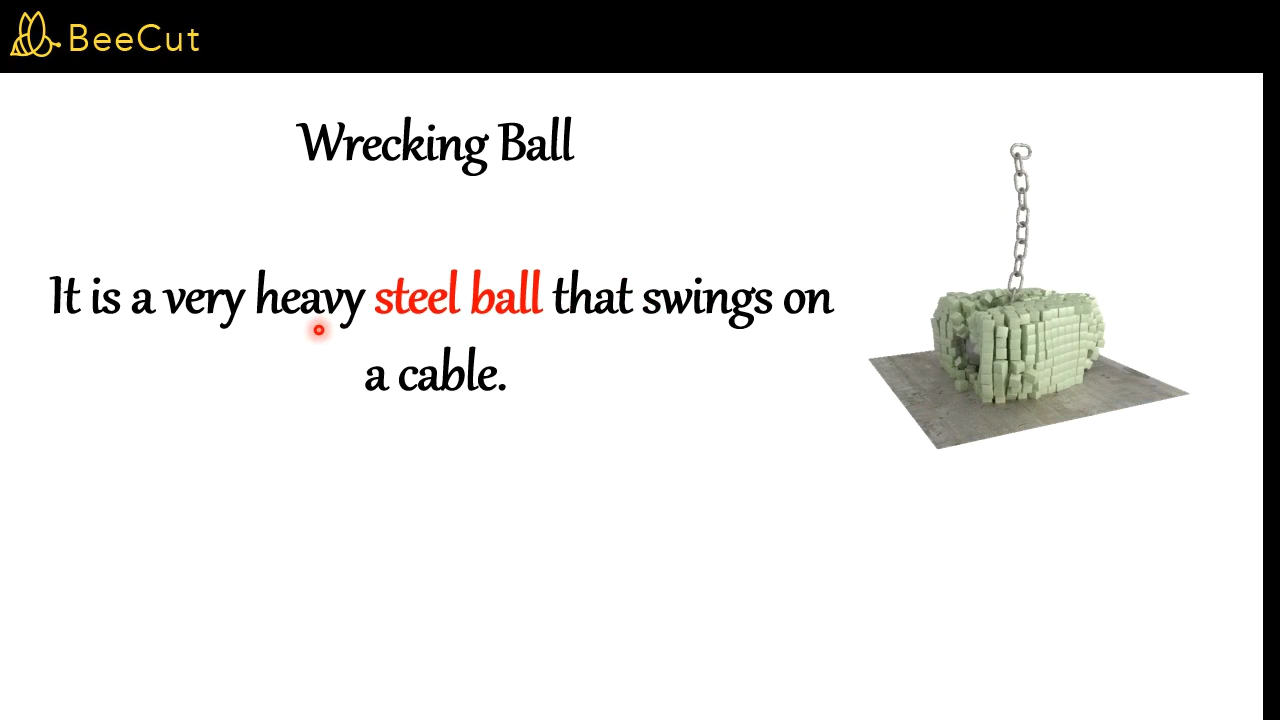 BeeCut
Wrecking Ball
It is a very heavy steel ball that swings on
a cable.